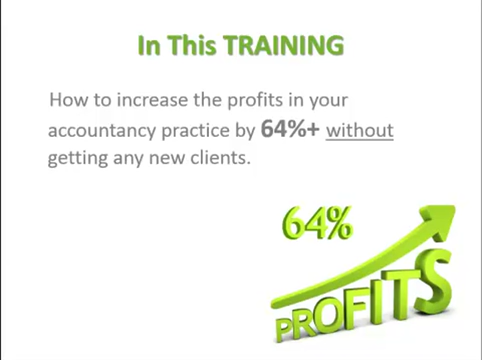 In This TRAINING
How to increase the profits in your
accountancy practice by 64%+ without
getting any new clients.
64%
PROFITS